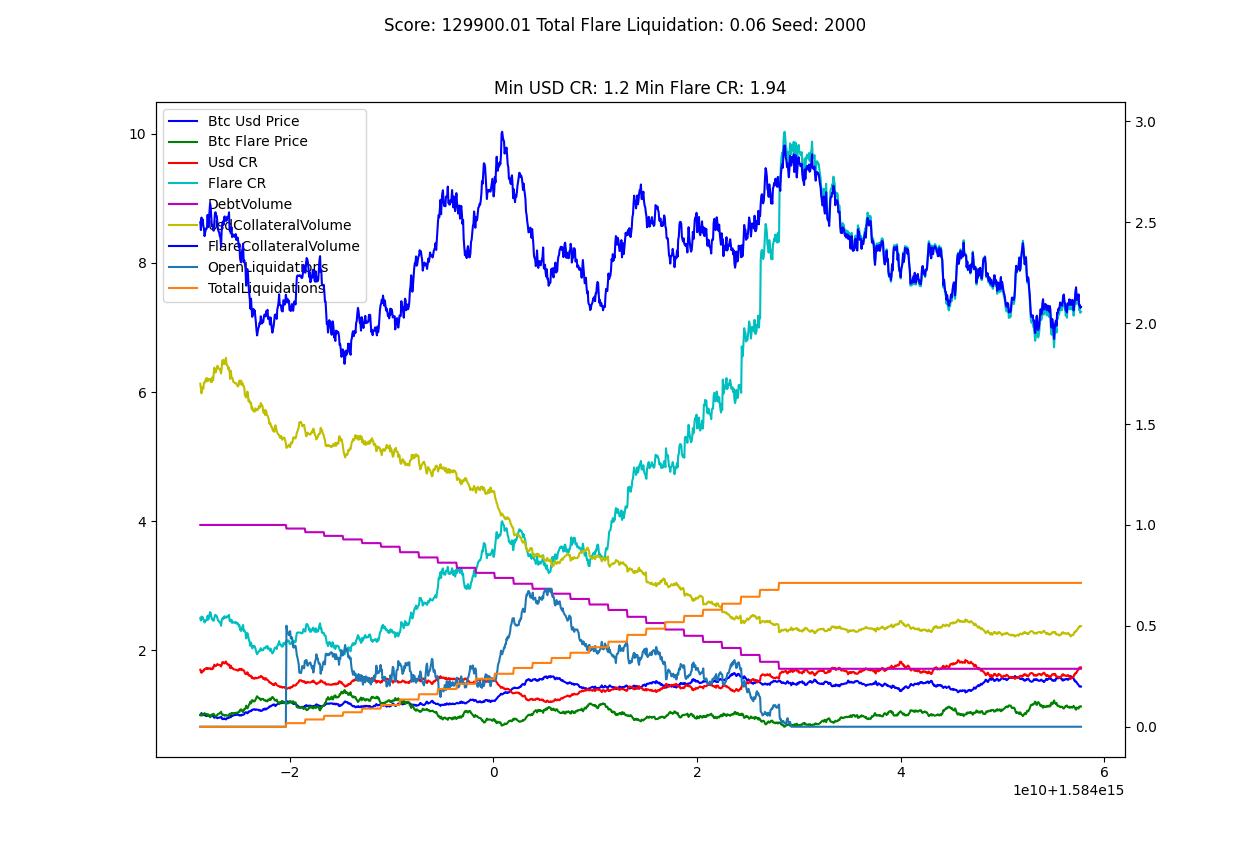 Score: 129900.01 Total Flare Liquidation: 0.06 Seed: 2000
Min USD CR: 1.2 Min Flare CR: 1.94
Btc Usd Price
Btc Flare Price
Usd CR
Flare CR
DebtVolume
UsdCollateralVolume
FlareCollateralVolume
OpenLiquidations
TotalLiquidations
10
8
6
4
2
3.0
2.5
2.0
1.5
1.0
0.5
0.0
−2
0
2
4
6
1e10+1.584e15